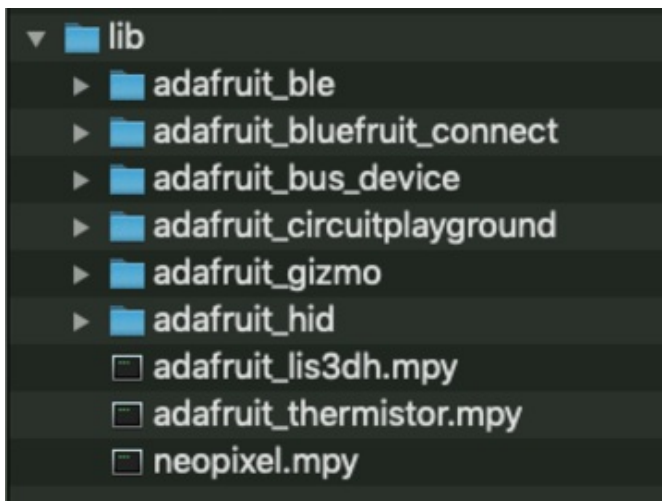 lib
adafruit_ble
adafruit_bluefruit_connect
adafruit_bus_device
adafruit_circuitplayground
adafruit_gizmo
adafruit_hid
adafruit_lis3dh.mpy
adafruit_thermistor.mpy
neopixel.mpy